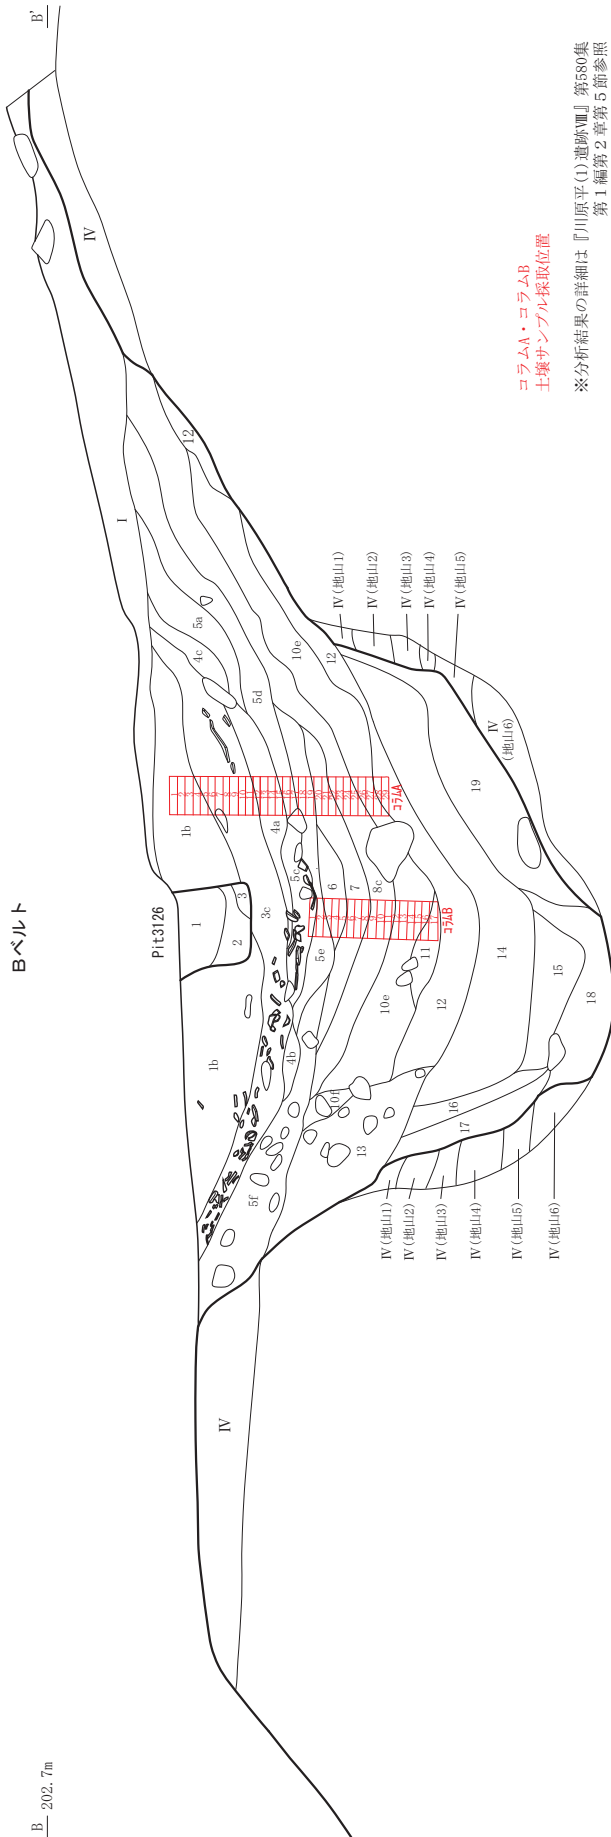 Bベルト
B
202.7m
B'
Pit3126
1
2
3
I
IV
IV
1b
1b
3c
4a
4b
4c
5a
5c
5d
5e
5f
6
7
8c
10e
10e
10f
11
12
12
12
13
14
15
16
17
18
19
IV(地山1)
IV(地山2)
IV(地山3)
IV(地山4)
IV(地山5)
IV(地山6)
IV(地山1)
IV(地山2)
IV(地山3)
IV(地山4)
IV(地山5)
IV
(地山6)
コラムA
コラムB
コラムA・コラムB
土壌サンプル採取位置
※分析結果の詳細は『川原平(1)遺跡Ⅷ』第580集
第1編第2章第5節参照